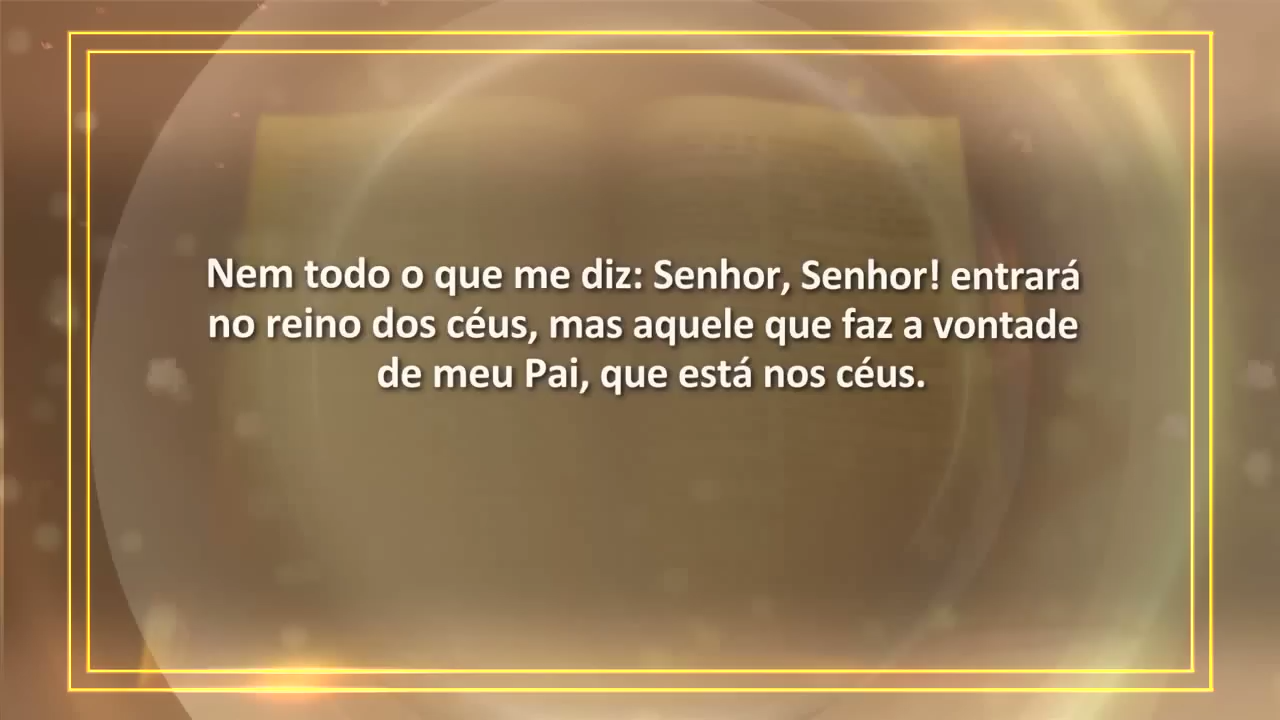 Nem todo o que me diz: Senhor, Senhor! entrará
no reino dos céus, mas aquele que faz a vontade
de meu Pai, que está nos céus.